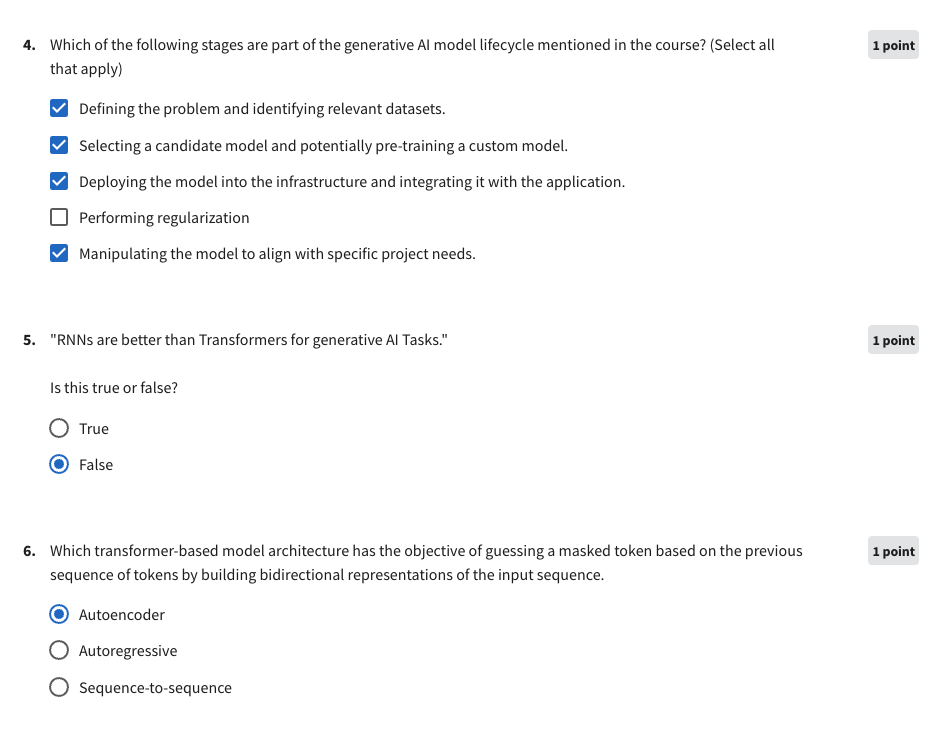 4. Which of the following stages are part of the generative AI model lifecycle mentioned in the course? (Select all 1 point
that apply)
Defining the problem and identifying relevant datasets.
Selecting a candidate model and potentially pre-training a custom model.
Deploying the model into the infrastructure and integrating it with the application.
Performing regularization
Manipulating the model to align with specific project needs.
5. "RNNs are better than Transformers for generative AI Tasks." 1 point
Is this true or false?
True
False
6. Which transformer-based model architecture has the objective of guessing a masked token based on the previous 1 point
sequence of tokens by building bidirectional representations of the input sequence.
Autoencoder
Autoregressive
Sequence-to-sequence